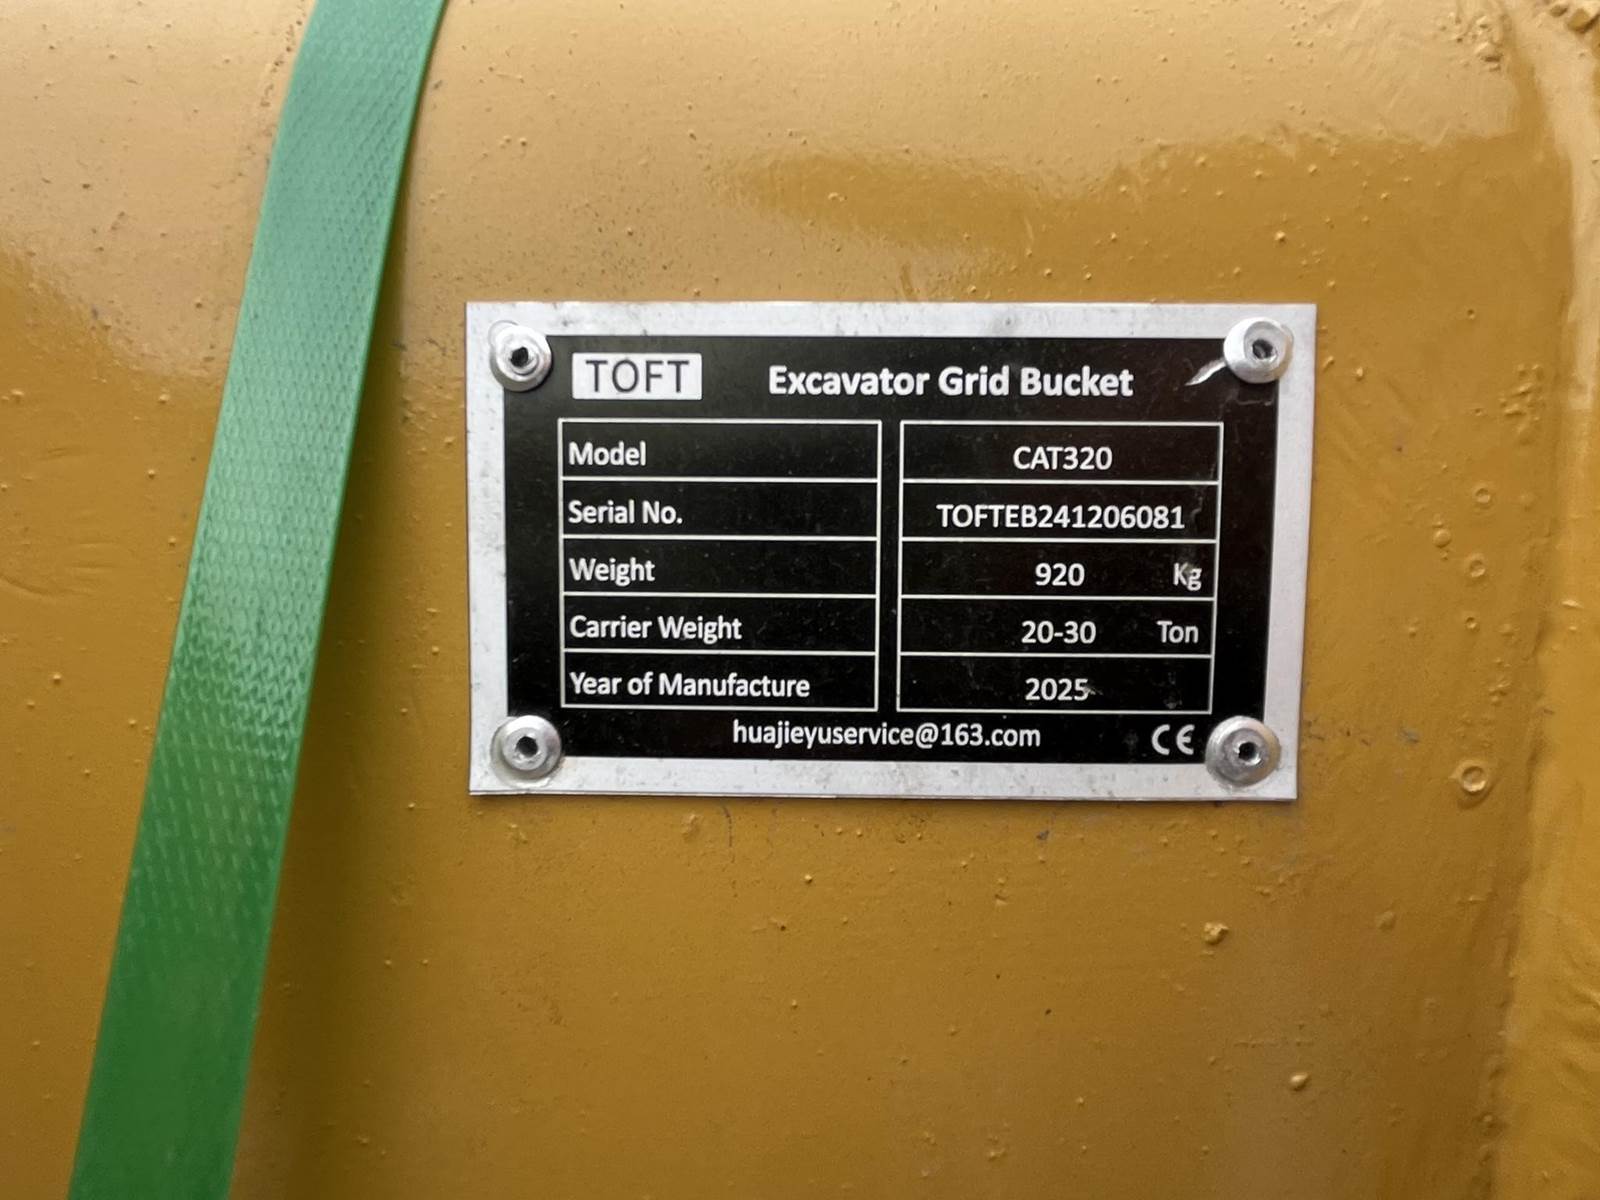 TOFT Excavator Grid Bucket
Model CAT320
Serial No. TOFTEB241206081
Weight 920 Kg
Carrier Weight 20-30 Ton
Year of Manufacture 2025
huajieyuservice@163.com CE